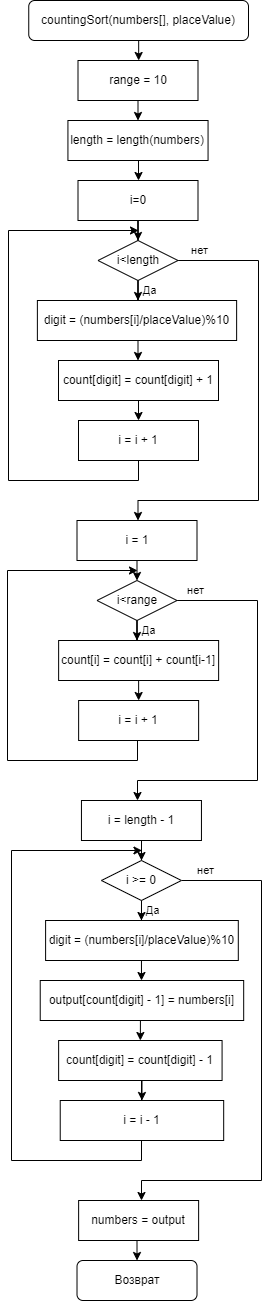 countingSort(numbers[], placeValue)
range = 10
length = length(numbers)
i=0
i<length
нет
Да
digit = (numbers[i]/placeValue)%10
count[digit] = count[digit] + 1
i = i + 1
i = 1
i<range
нет
Да
count[i] = count[i] + count[i-1]
i = i + 1
i = length - 1
i >= 0
нет
Да
digit = (numbers[i]/placeValue)%10
output[count[digit] - 1] = numbers[i]
count[digit] = count[digit] - 1
i = i - 1
numbers = output
Возврат